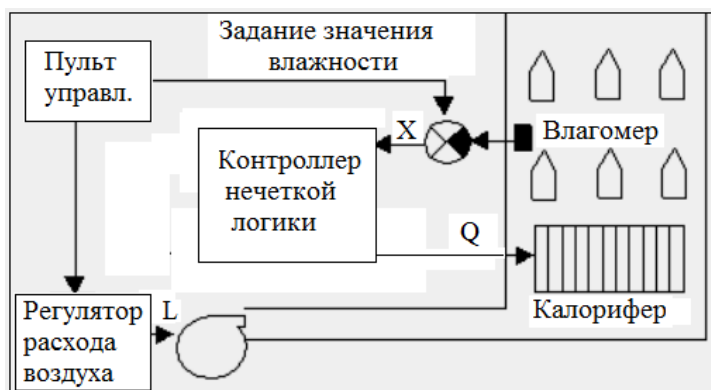 Задание значения
влажности
Пульт
управл.
X
Влагомер
Контроллер
нечеткой
логики
Q
Калорифер
Регулятор
расхода
воздуха
L